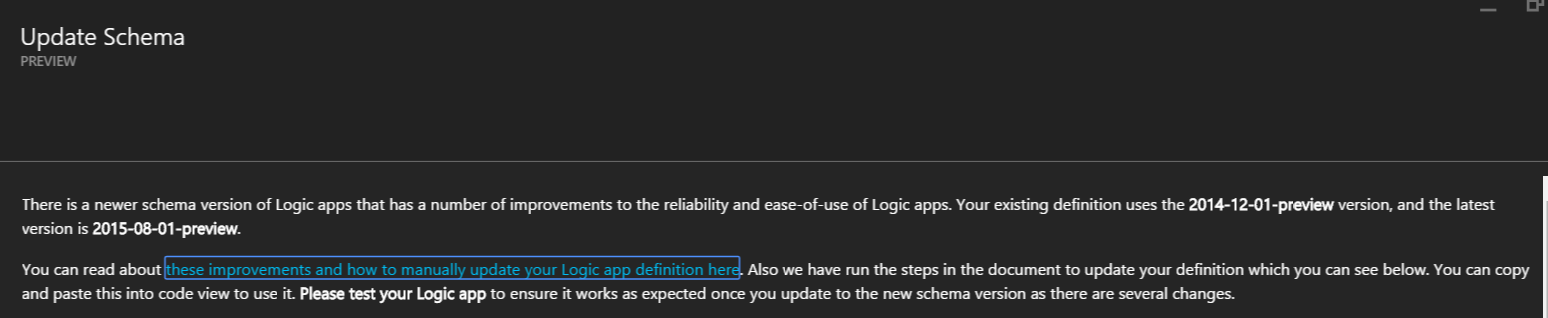 Update Schema
PREVIEW
There is a newer schema version of Logic apps that has a number of improvements to the reliability and ease-of-use of Logic apps. Your existing definition uses the 2014-12-01-preview version, and the latest
version is 2015-08-01-preview.
You can read about these improvements and how to manually update your Logic app definition here. Also we have run the steps in the document to update your definition which you can see below. You can copy
and paste this into code view to use it. Please test your Logic app to ensure it works as expected once you update to the new schema version as there are several changes.